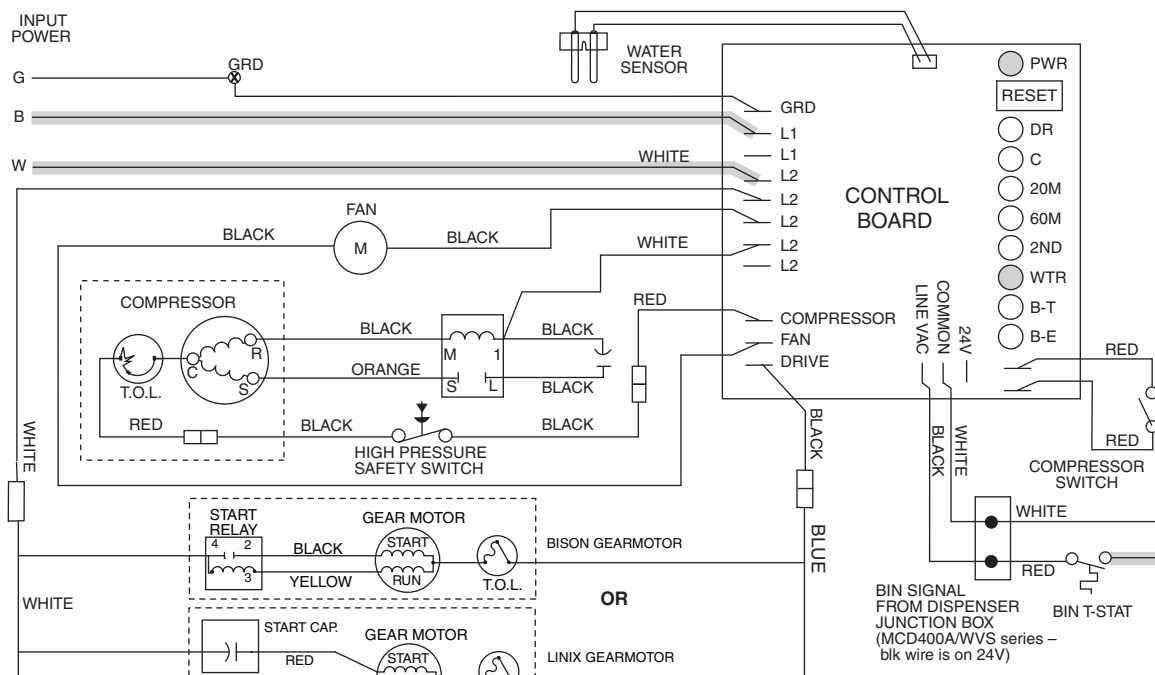 INPUT
POWER
G
GRD
B
W
WHITE
WATER
SENSOR
GRD
L1
L1
L2
L2
L2
L2
L2
CONTROL
BOARD
PWR
RESET
DR
C
20M
60M
2ND
WTR
B-T
B-E
FAN
M
BLACK
BLACK
WHITE
COMPRESSOR
T.O.L.
C
R
S
BLACK
ORANGE
M
1
S
L
BLACK
BLACK
RED
COMPRESSOR
FAN
DRIVE
LINE VAC
COMMON
24V
RED
RED
COMPRESSOR
SWITCH
RED
BLACK
BLACK
HIGH PRESSURE
SAFETY SWITCH
WHITE
BLACK
BLACK
WHITE
BLUE
WHITE
RED
BIN T-STAT
BIN SIGNAL
FROM DISPENSER
JUNCTION BOX
(MCD400A/WVS series –
blk wire is on 24V)
START
RELAY
4
2
3
BLACK
YELLOW
GEAR MOTOR
START
RUN
T.O.L.
BISON GEARMOTOR
OR
WHITE
START CAP.
RED
GEAR MOTOR
START
LINIX GEARMOTOR